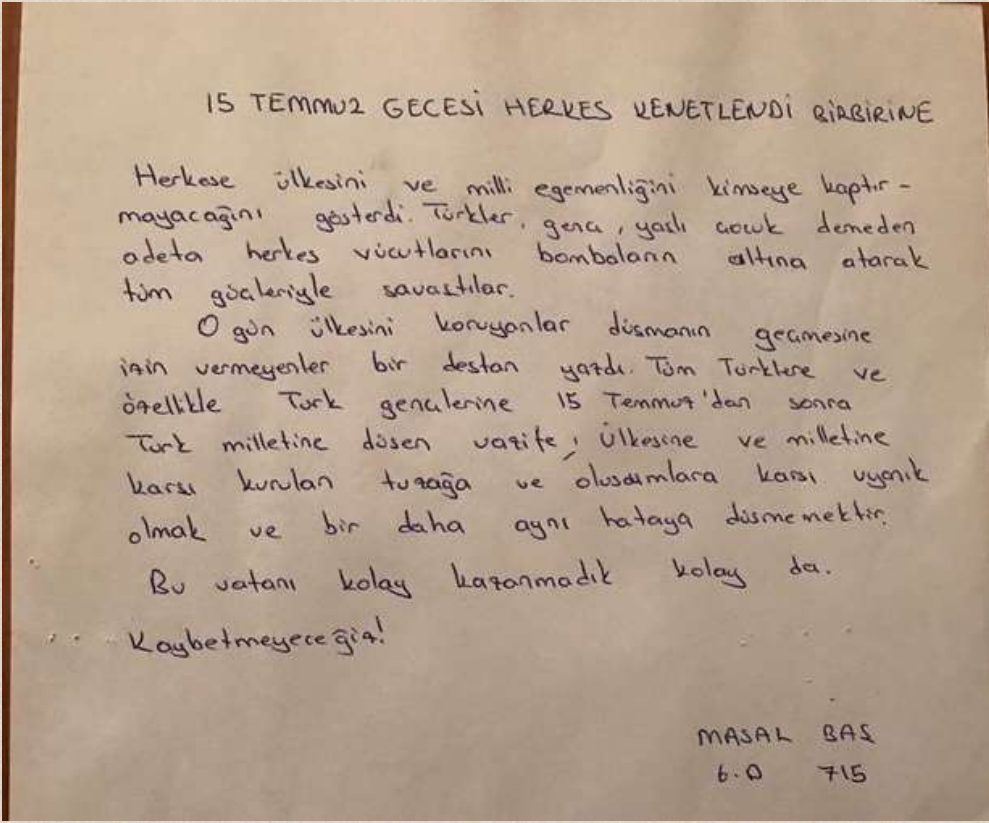 15 TEMMUZ GECESİ HERKES KENETLENDİ BİRBİRİNE
Herkese ülkesini ve milli egemenliğini kimseye kaptır-
mayacağını gösterdi. Türkler, genç, yaşlı çocuk demeden
adeta herkes vücutlarını bombaların altına atarak
tüm güçleriyle savaştılar.
O gün ülkesini koruyanlar düşmanın geçmesine
izin vermeyenler bir destan yazdı. Tüm Türklere ve
özellikle Türk gençlerine 15 Temmuz'dan sonra
Türk milletine düşen vazife, ülkesine ve milletine
karşı kurulan tuzağa ve oluşumlara karşı uyanık
olmak ve bir daha aynı hataya düşmemektir.
Bu vatanı kolay kazanmadık kolay da.
Kaybetmeyeceğiz!
MASAL BAŞ
6.D 715